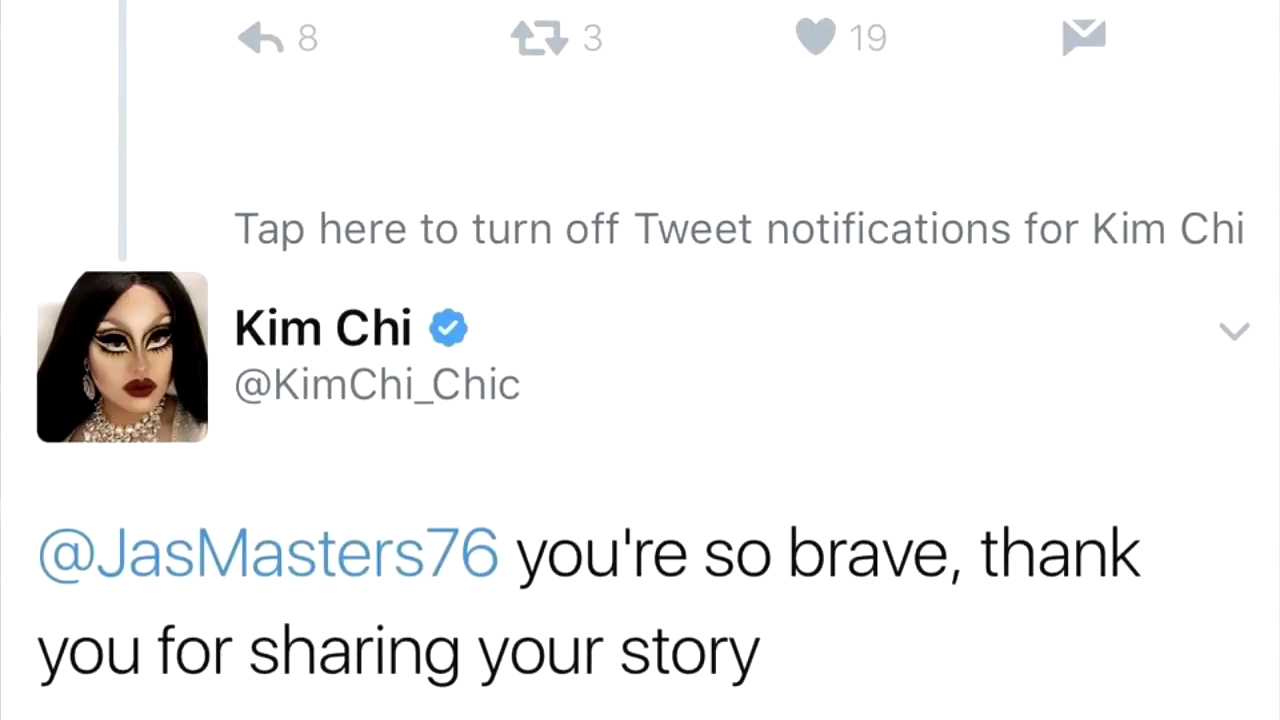 8 3 19
Tap here to turn off Tweet notifications for Kim Chi
Kim Chi
@KimChi_Chic
@JasMasters76 you're so brave, thank
you for sharing your story